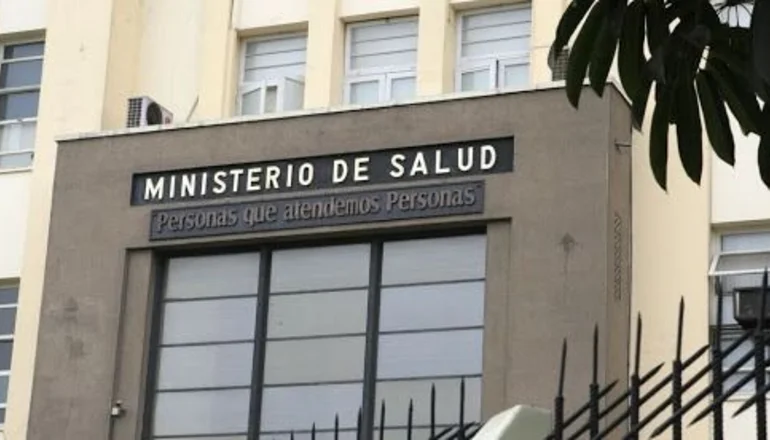 MINISTERIO DE SALUD
Personas que atendemos Personas